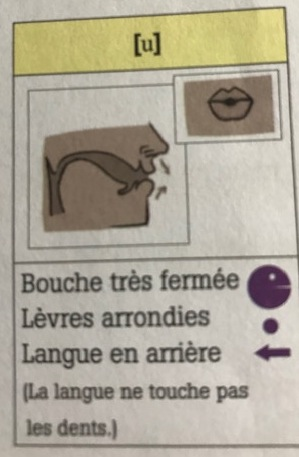 [u]
Bouche très fermée
Lèvres arrondies
Langue en arrière
(La langue ne touche pas
les dents.)